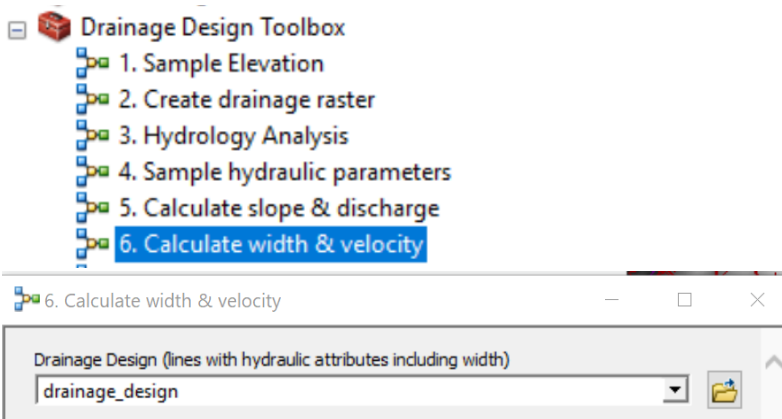 Drainage Design Toolbox
1. Sample Elevation
2. Create drainage raster
3. Hydrology Analysis
4. Sample hydraulic parameters
5. Calculate slope & discharge
6. Calculate width & velocity
6. Calculate width & velocity
Drainage Design (lines with hydraulic attributes including width)
drainage_design